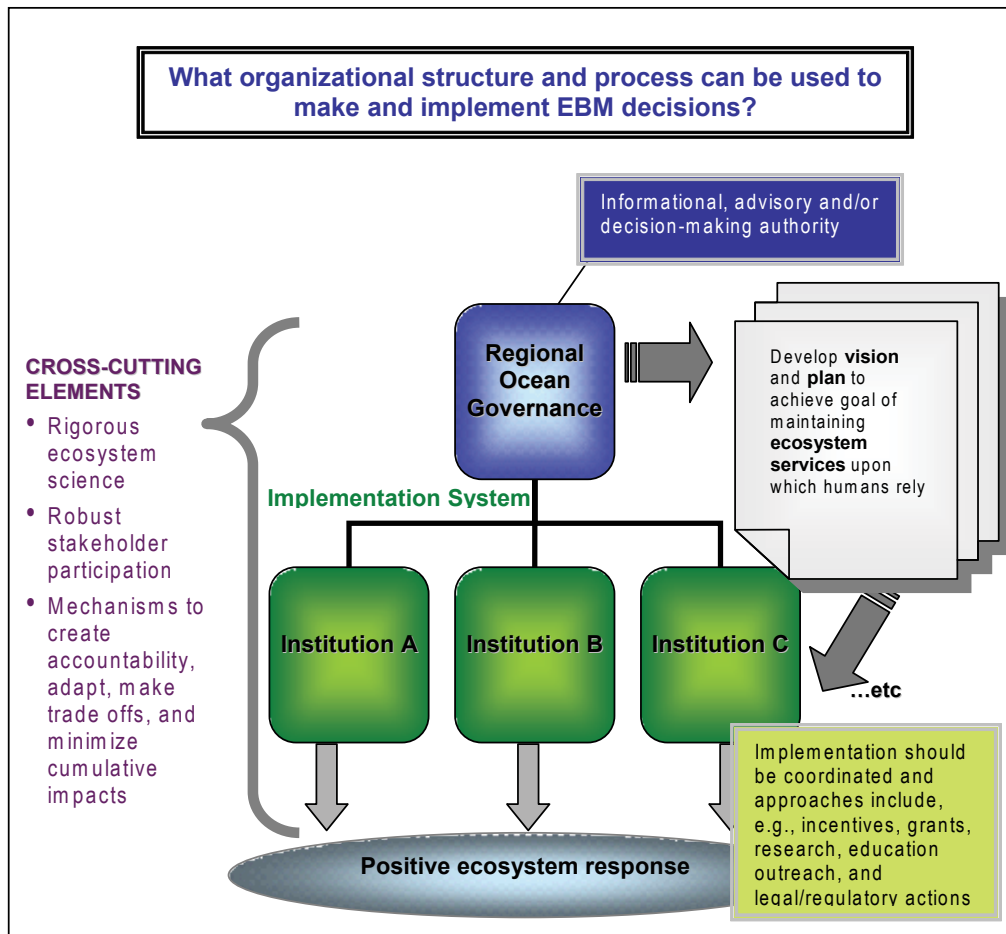 What organizational structure and process can be used to
make and implement EBM decisions?
Informational, advisory and/or
decision-making authority
Regional
Ocean
Governance
Develop vision
and plan to
achieve goal of
maintaining
ecosystem
services upon
which humans rely
CROSS-CUTTING
ELEMENTS
• Rigorous
ecosystem
science
• Robust
stakeholder
participation
• Mechanisms to
create
accountability,
adapt, make
trade offs, and
minimize
cumulative
impacts
Implementation System
Institution A
Institution B
Institution C
...etc
Implementation should
be coordinated and
approaches include,
e.g., incentives, grants,
research, education
outreach, and
legal/regulatory actions
Positive ecosystem response